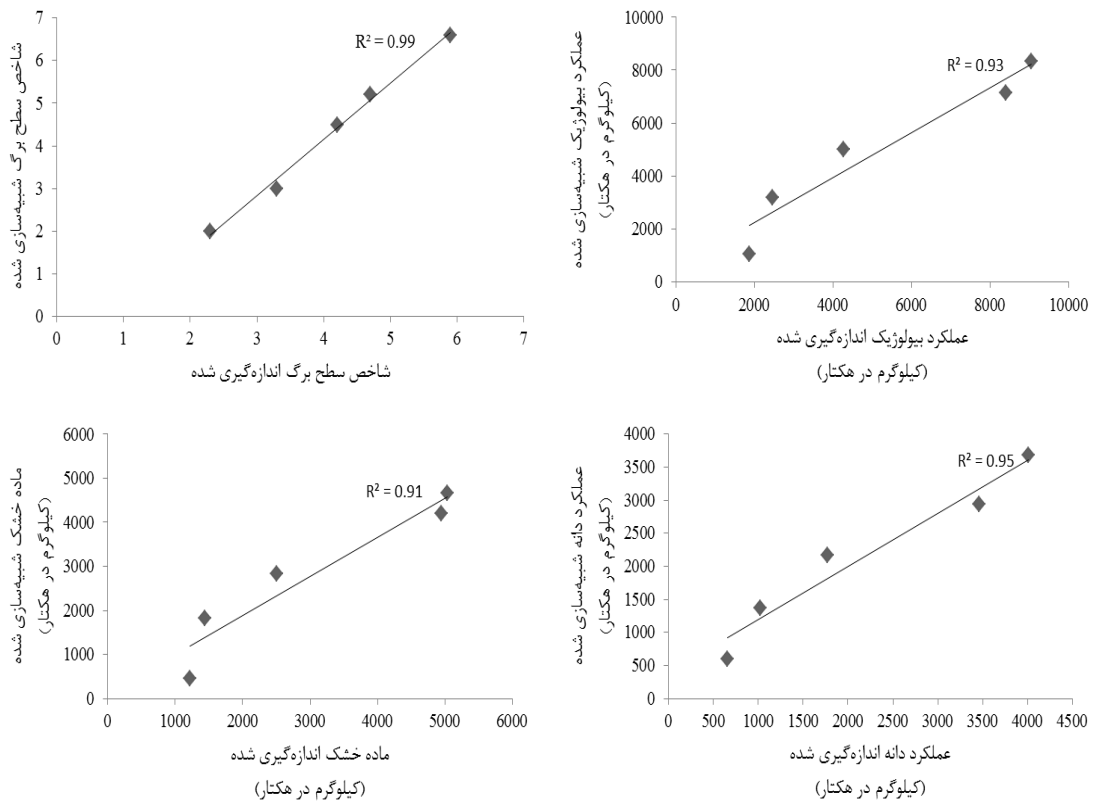 شاخص سطح برگ شبیه‌سازی شده
7
6
5
4
3
2
1
0
R² = 0.99
0 1 2 3 4 5 6 7
شاخص سطح برگ اندازه‌گیری شده
عملکرد بیولوژیک شبیه‌سازی شده
(کیلوگرم در هکتار)
10000
8000
6000
4000
2000
0
R² = 0.93
0 2000 4000 6000 8000 10000
عملکرد بیولوژیک اندازه‌گیری شده
(کیلوگرم در هکتار)
ماده خشک شبیه‌سازی شده
(کیلوگرم در هکتار)
6000
5000
4000
3000
2000
1000
0
R² = 0.91
0 1000 2000 3000 4000 5000 6000
ماده خشک اندازه‌گیری شده
(کیلوگرم در هکتار)
عملکرد دانه شبیه‌سازی شده
(کیلوگرم در هکتار)
4000
3500
3000
2500
2000
1500
1000
500
0
R² = 0.95
0 500 1000 1500 2000 2500 3000 3500 4000 4500
عملکرد دانه اندازه‌گیری شده
(کیلوگرم در هکتار)